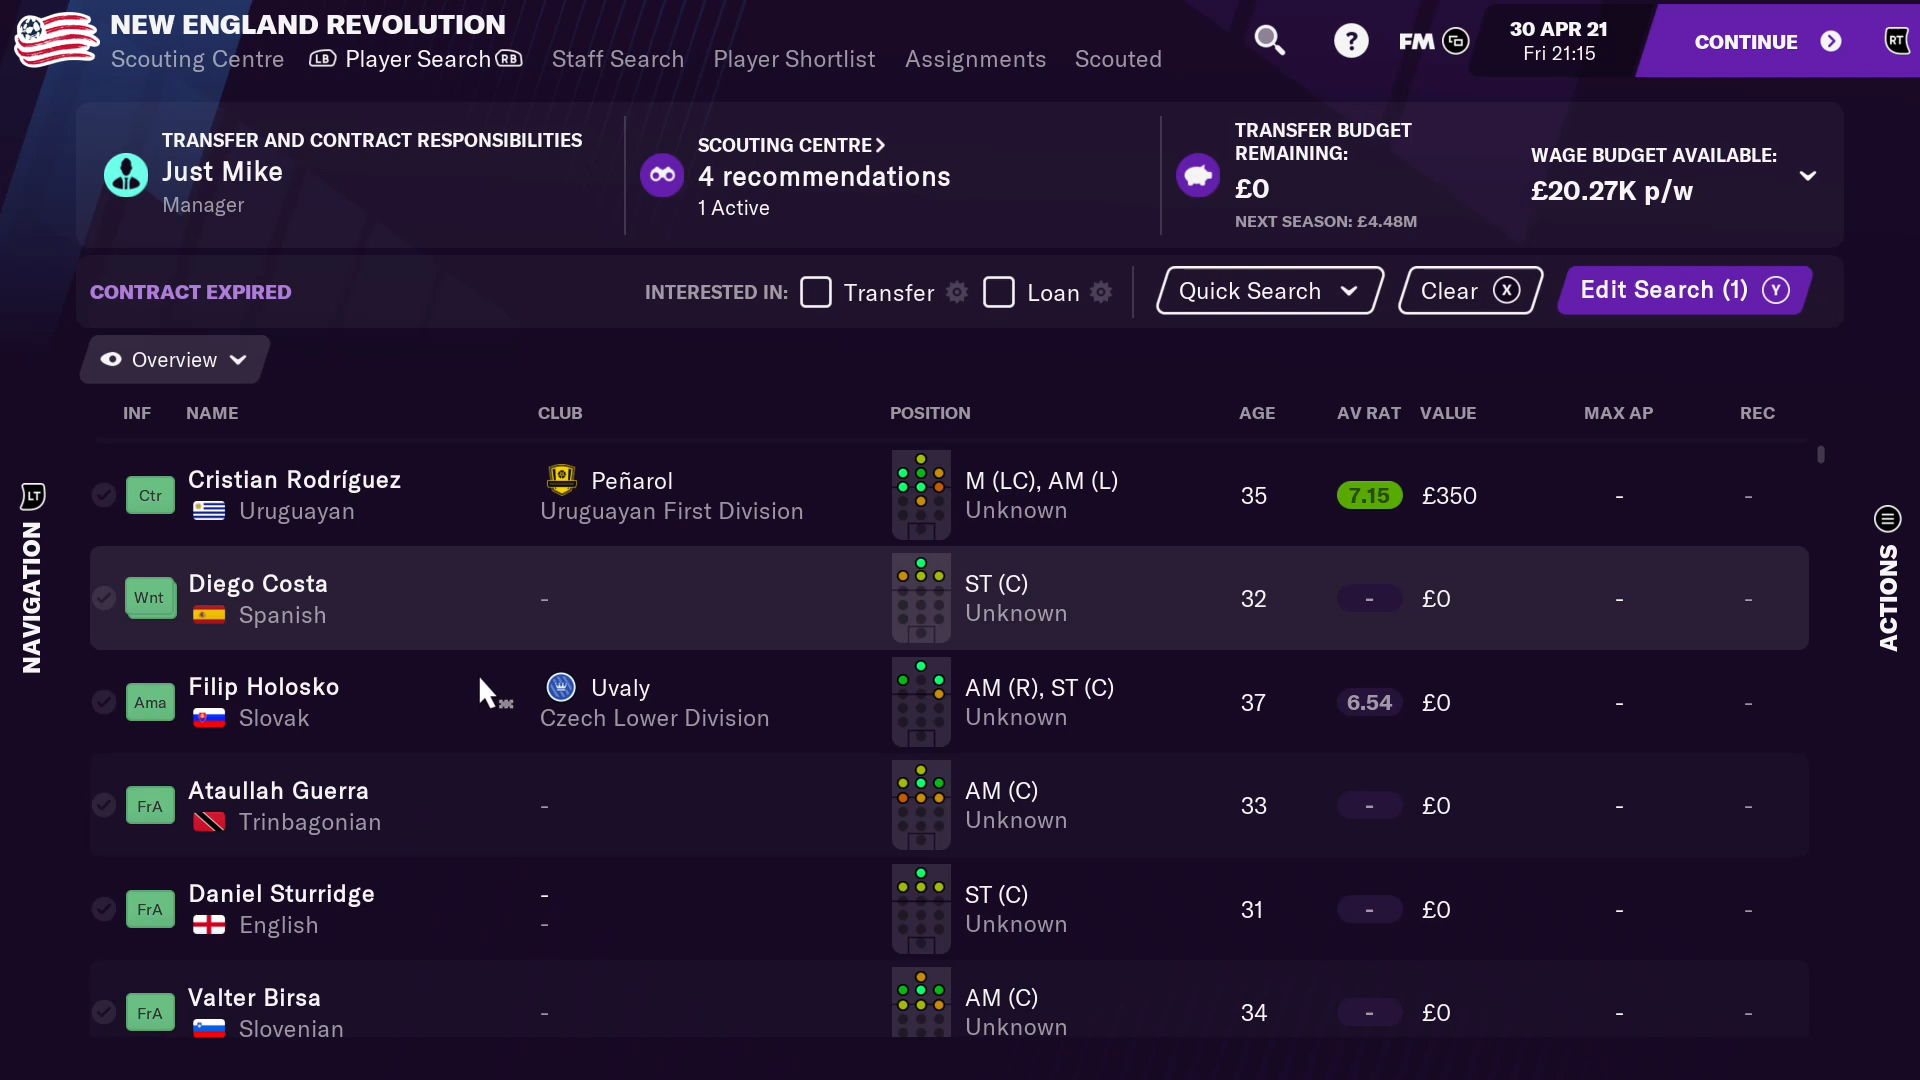 NEW ENGLAND REVOLUTION
Scouting Centre LB Player Search RB Staff Search Player Shortlist Assignments Scouted
? FM
30 APR 21
Fri 21:15
CONTINUE
RT
TRANSFER AND CONTRACT RESPONSIBILITIES
Just Mike
Manager
SCOUTING CENTRE
4 recommendations
1 Active
TRANSFER BUDGET
REMAINING:
£0
NEXT SEASON: £4.48M
WAGE BUDGET AVAILABLE:
£20.27K p/w
CONTRACT EXPIRED
INTERESTED IN: Transfer Loan
Quick Search
Clear X
Edit Search (1) Y
Overview
INF NAME CLUB POSITION AGE AV RAT VALUE MAX AP REC
Ctr Cristian Rodríguez Peñarol M (LC), AM (L) 35 7.15 £350 - -
Uruguayan Uruguayan First Division Unknown
Wnt Diego Costa - ST (C) 32 - £0 - -
Spanish Unknown
Ama Filip Holosko Uvaly AM (R), ST (C) 37 6.54 £0 - -
Slovak Czech Lower Division Unknown
FrA Ataullah Guerra - AM (C) 33 - £0 - -
Trinbagonian Unknown
FrA Daniel Sturridge - ST (C) 31 - £0 - -
English - Unknown
FrA Valter Birsa - AM (C) 34 - £0 - -
Slovenian Unknown
LT
NAVIGATION
ACTIONS